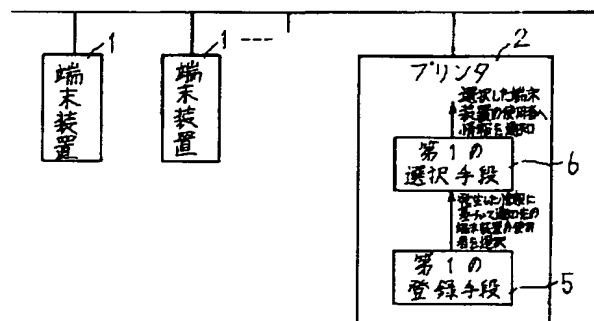 1
1
2
端末装置
端末装置
プリンタ
選択した端末
装置の使用者へ
情報を通知
第1の
選択手段
6
発生した情報に
基づいて通知先の
端末装置の使用
者を選択
第1の
登録手段
5